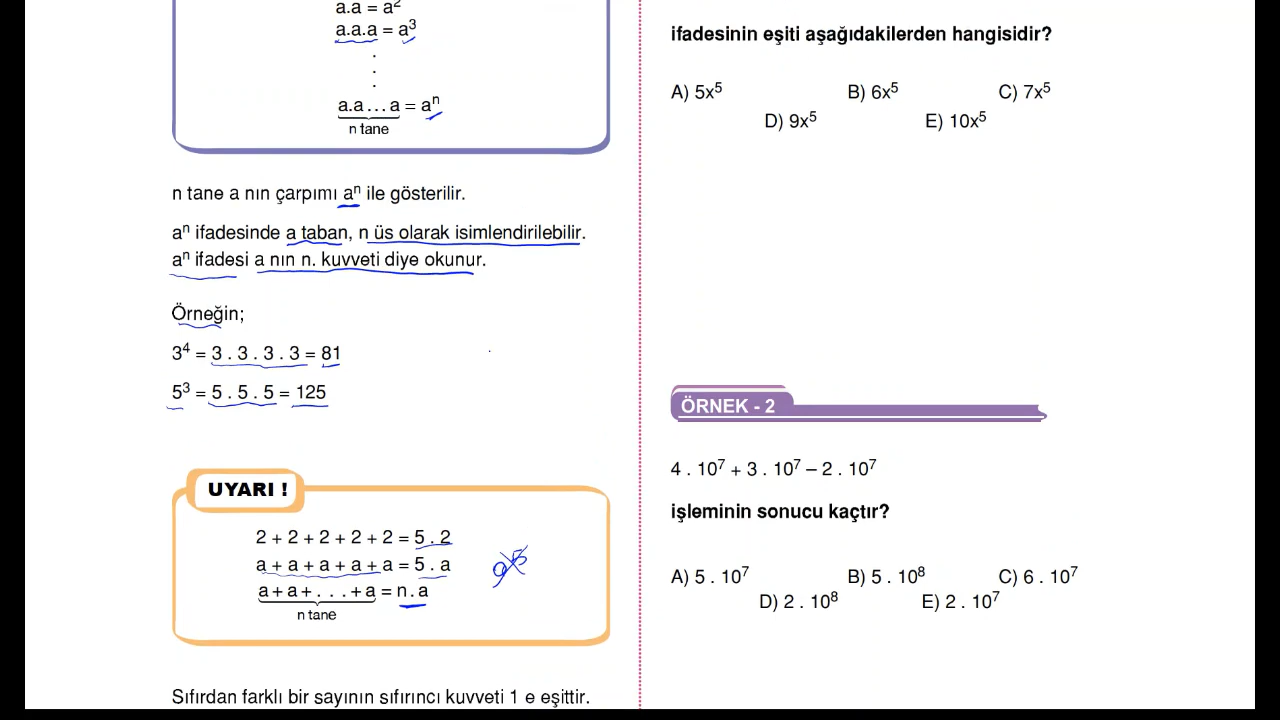 a.a = a²
a.a.a = a³
.
.
.
a.a...a = aⁿ
n tane
n tane a nın çarpımı aⁿ ile gösterilir.
aⁿ ifadesinde a taban, n üs olarak isimlendirilebilir.
aⁿ ifadesi a nın n. kuvveti diye okunur.
Örneğin;
3⁴ = 3 . 3 . 3 . 3 = 81
5³ = 5 . 5 . 5 = 125
UYARI !
2 + 2 + 2 + 2 + 2 = 5 . 2
a + a + a + a + a = 5 . a
a⁵
a + a + . . . + a = n . a
n tane
Sıfırdan farklı bir sayının sıfırıncı kuvveti 1 e eşittir.
ifadesinin eşiti aşağıdakilerden hangisidir?
A) 5x⁵ B) 6x⁵ C) 7x⁵
D) 9x⁵ E) 10x⁵
ÖRNEK - 2
4 . 10⁷ + 3 . 10⁷ – 2 . 10⁷
işleminin sonucu kaçtır?
A) 5 . 10⁷ B) 5 . 10⁸ C) 6 . 10⁷
D) 2 . 10⁸ E) 2 . 10⁷